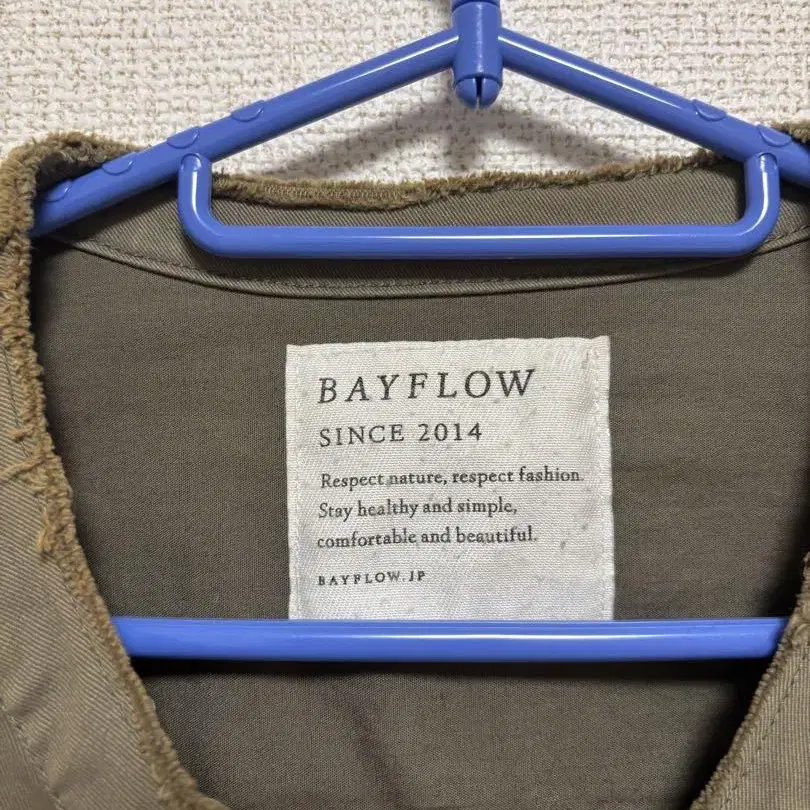 BAYFLOW
SINCE 2014
Respect nature, respect fashion.
Stay healthy and simple,
comfortable and beautiful.
BAYFLOW.JP